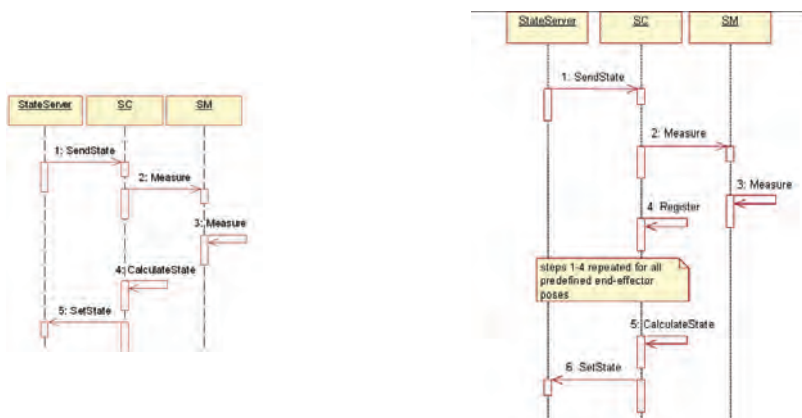 StateServer SC SM
1: SendState
2: Measure
3: Measure
4: CalculateState
5: SetState
StateServer SC SM
1: SendState
2: Measure
3: Measure
4: Register
steps 1-4 repeated for all
predefined end-effector
poses
5: CalculateState
6: SetState